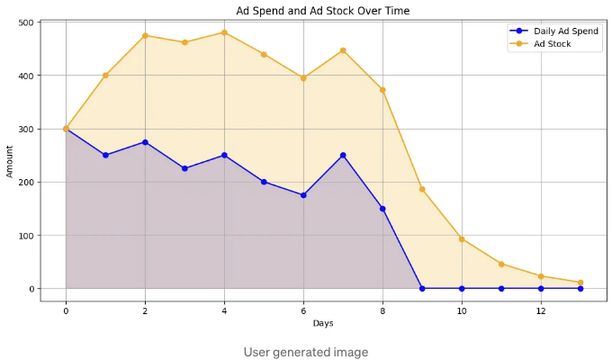 Ad Spend and Ad Stock Over Time
500
Daily Ad Spend
Ad Stock
400
300
200
100
0
Amount
0 2 4 6 8 10 12
Days
User generated image